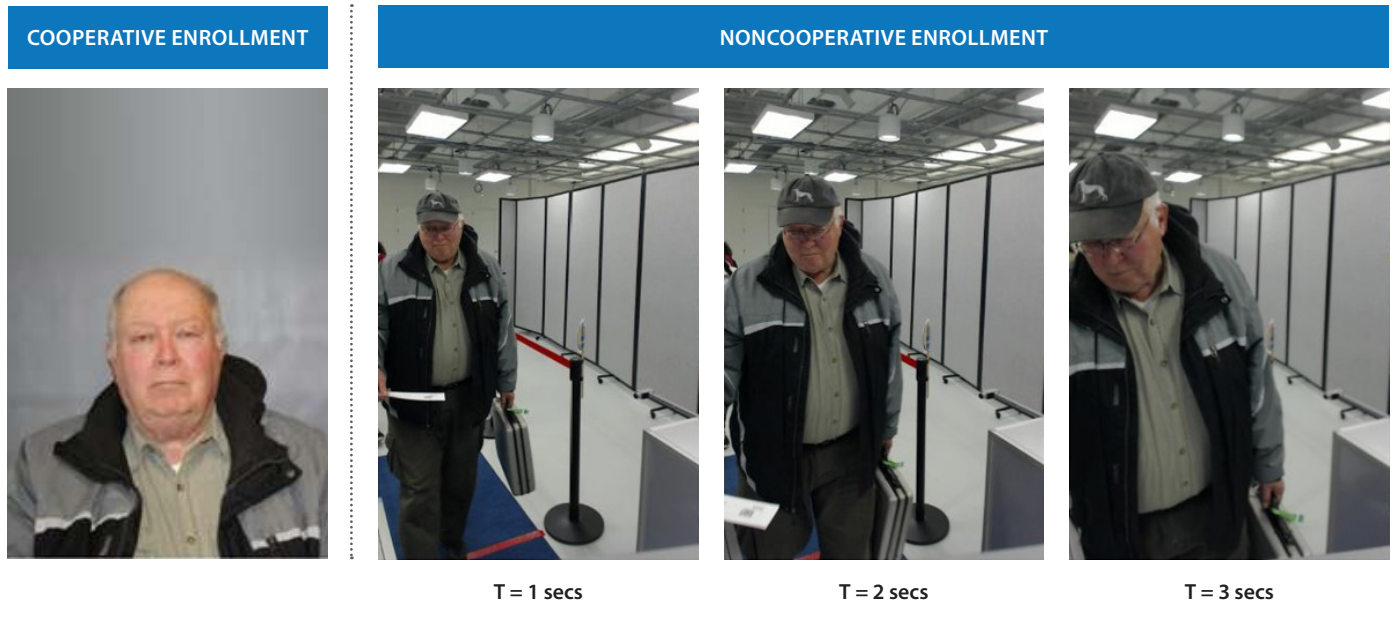 COOPERATIVE ENROLLMENT
NONCOOPERATIVE ENROLLMENT
T = 1 secs
T = 2 secs
T = 3 secs